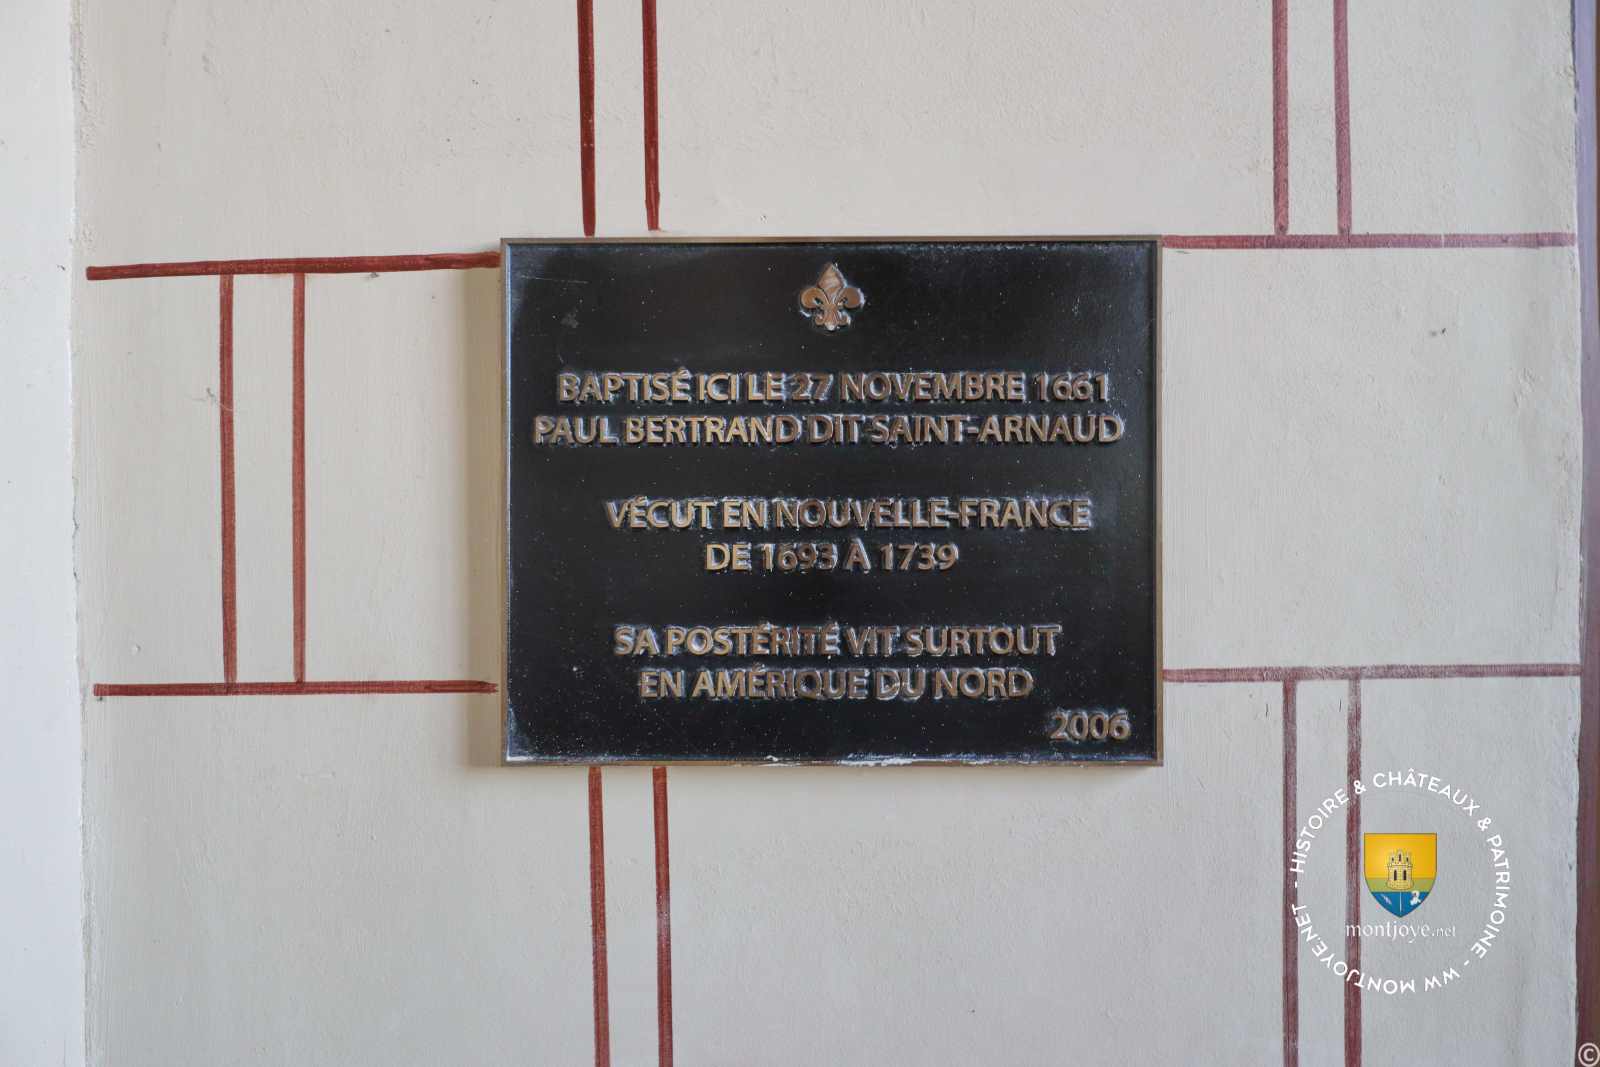 BAPTISÉ ICI LE 27 NOVEMBRE 1661
PAUL BERTRAND DIT SAINT-ARNAUD
VÉCUT EN NOUVELLE-FRANCE
DE 1693 À 1739
SA POSTÉRITÉ VIT SURTOUT
EN AMÉRIQUE DU NORD
2006
- HISTOIRE & CHÂTEAUX & PATRIMOINE - WW MONTJOYE.NET
montjoye.net
©